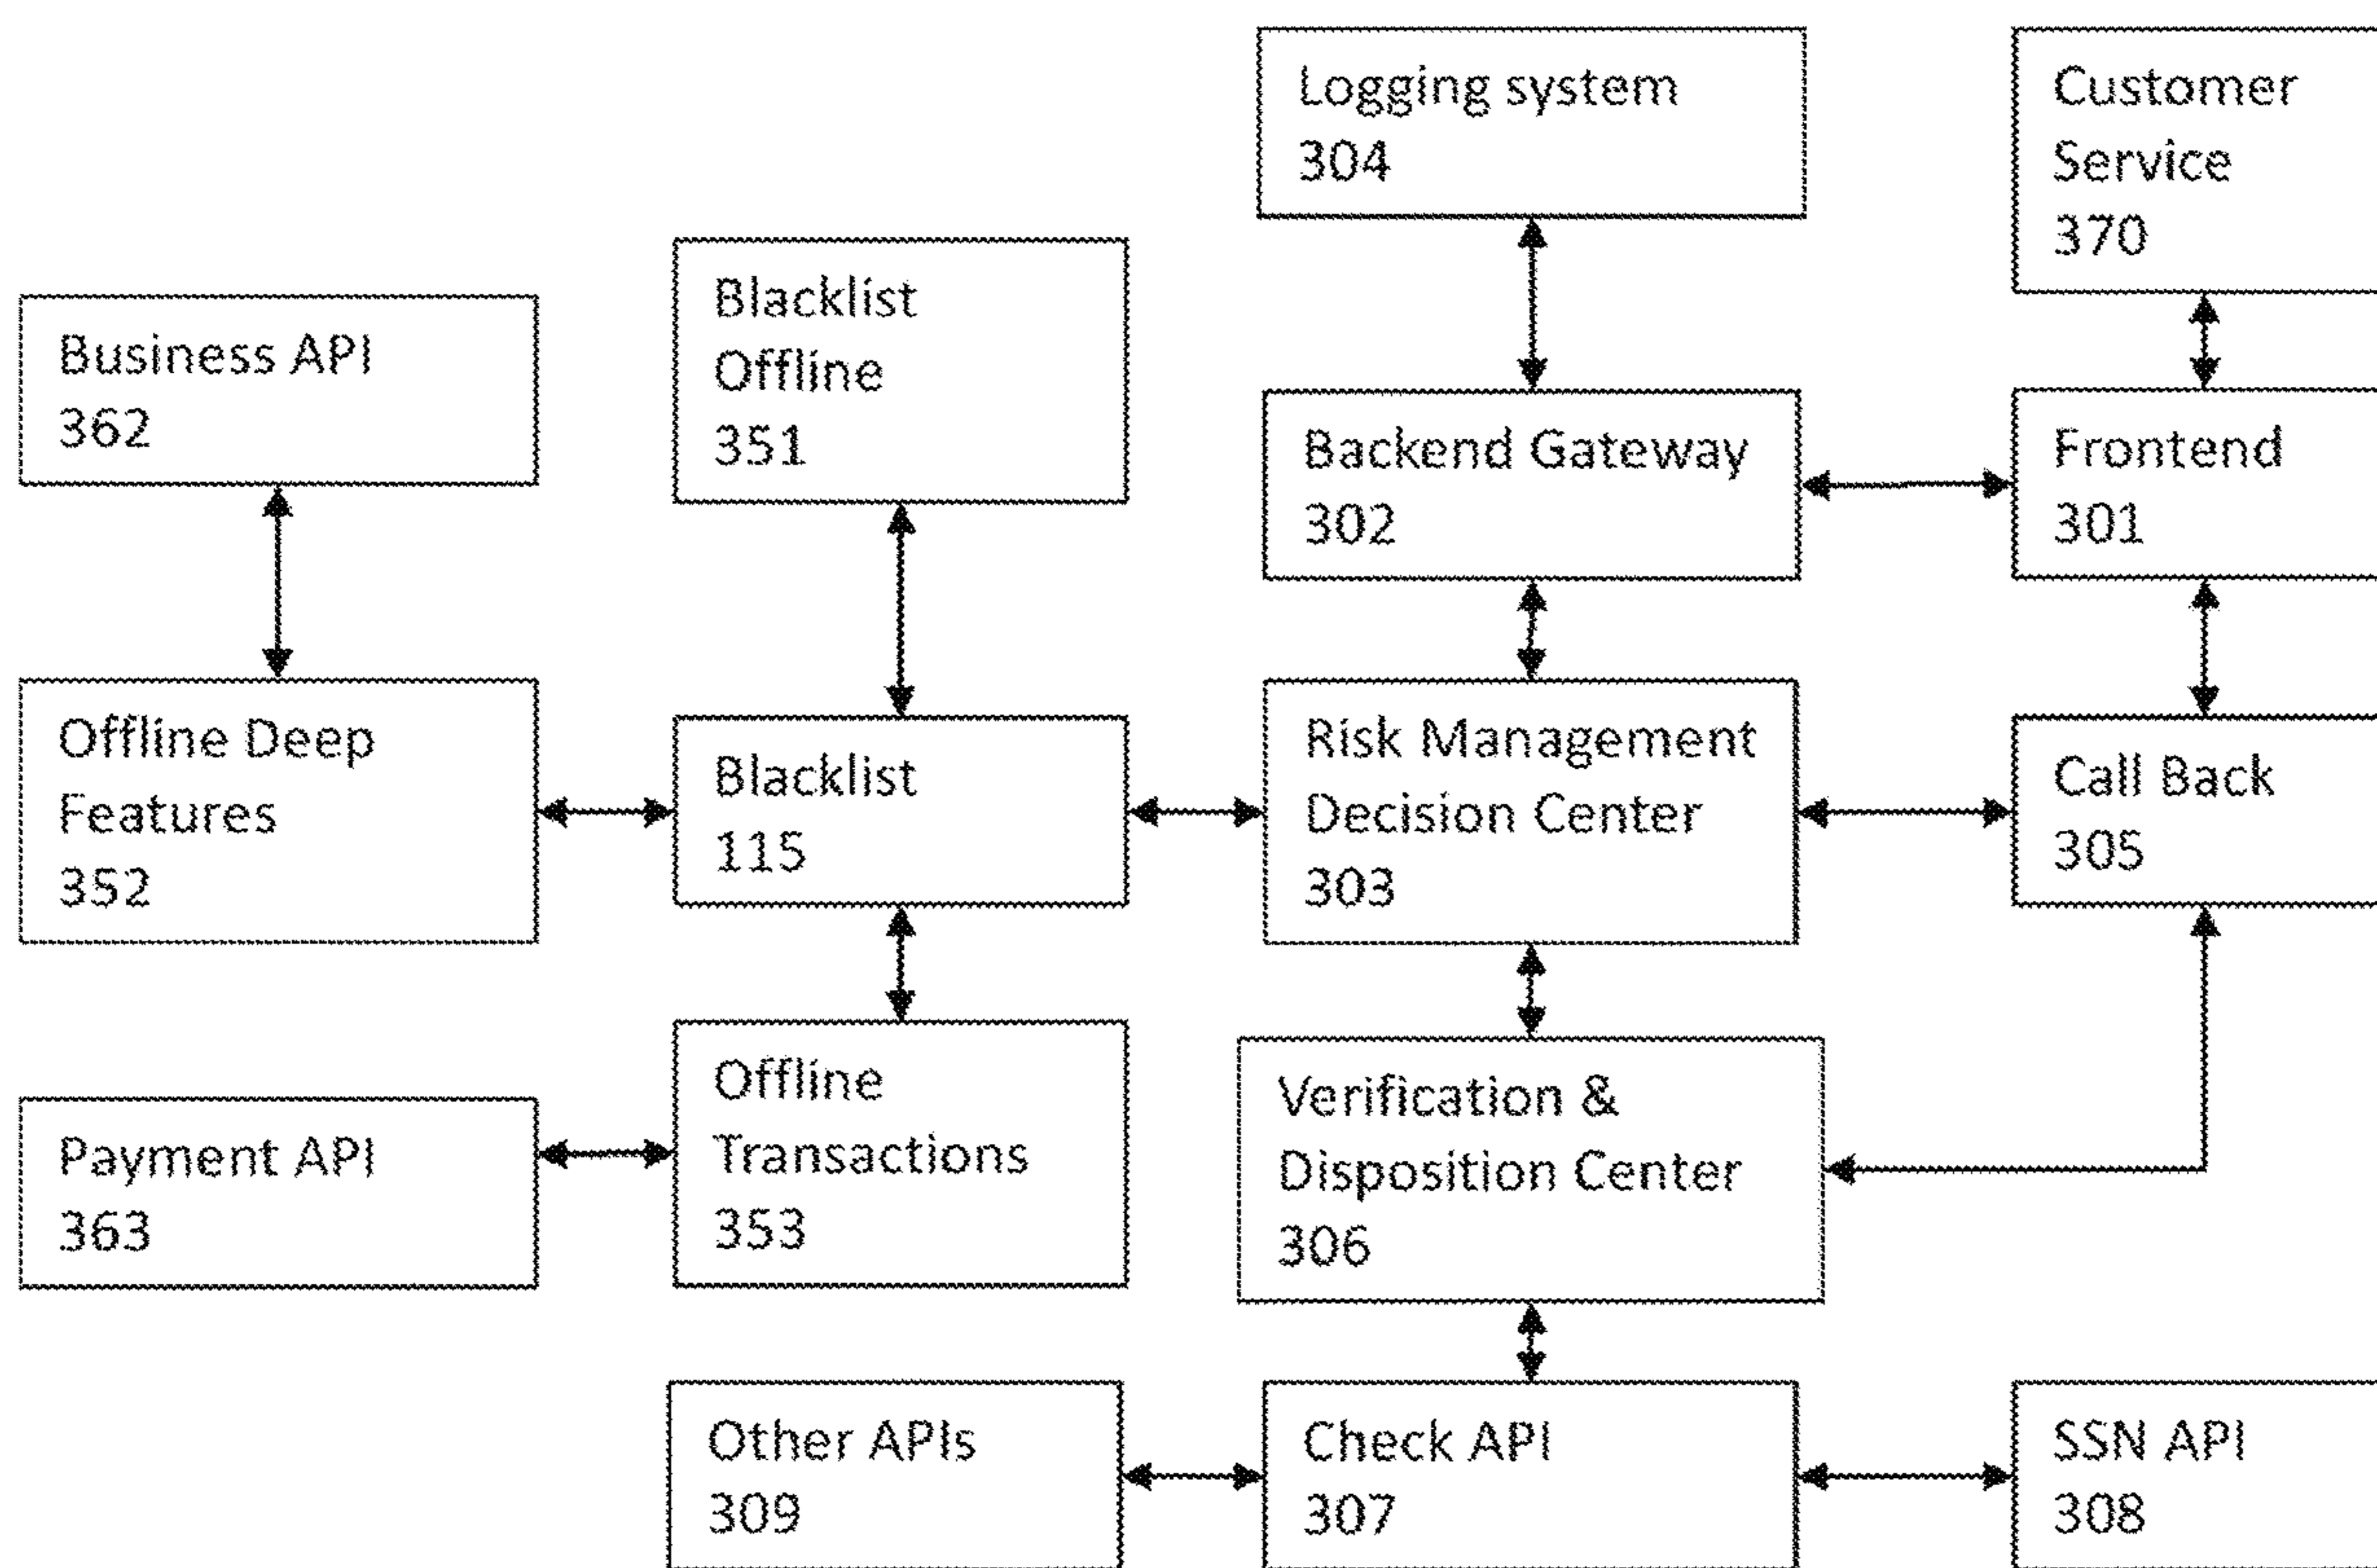 Logging system
304
Customer
Service
370
Business API
362
Blacklist
Offline
351
Backend Gateway
302
Frontend
301
Offline Deep
Features
352
Blacklist
115
Risk Management
Decision Center
303
Call Back
305
Payment API
363
Offline
Transactions
353
Verification &
Disposition Center
306
Other APIs
309
Check API
307
SSN API
308